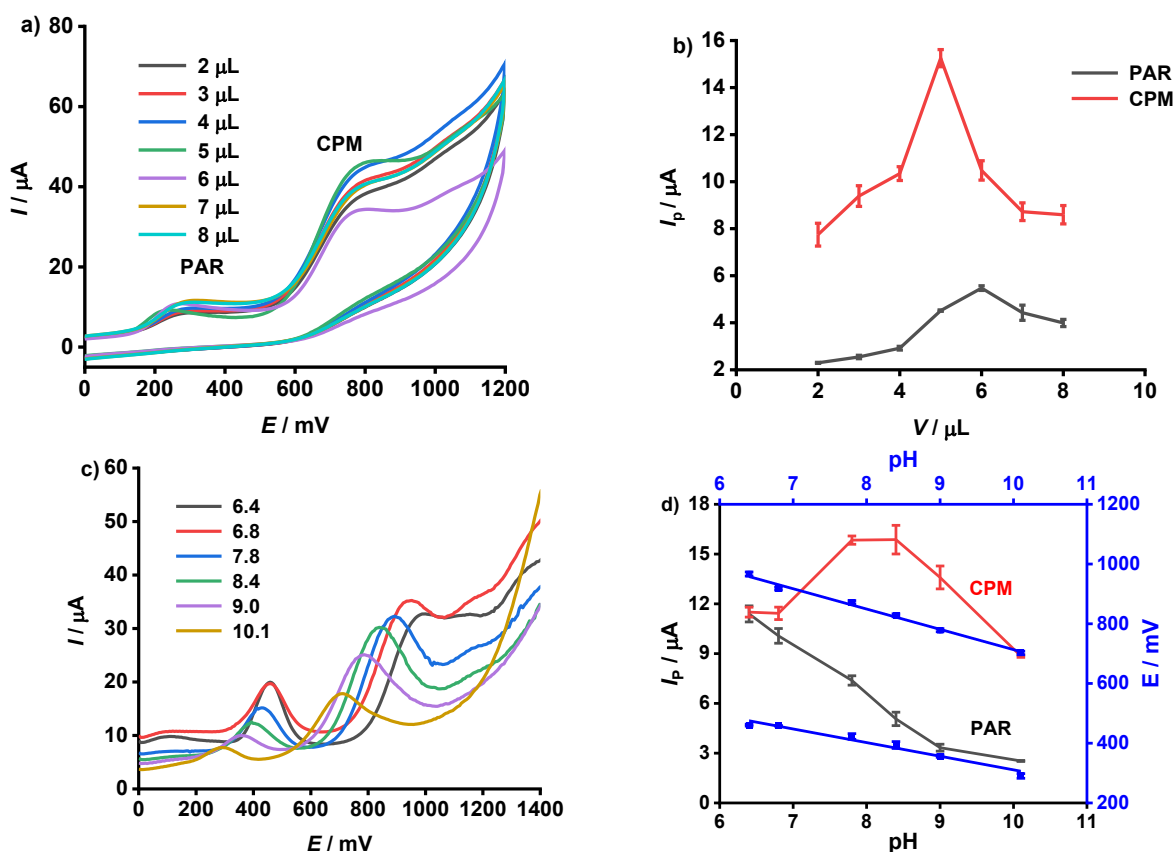 a)
80
60
40
20
0
I / μA
2 μL
3 μL
4 μL
5 μL
6 μL
7 μL
8 μL
PAR
CPM
0 200 400 600 800 1000 1200
E / mV
b)
16
14
12
10
8
6
4
2
Ip / μA
PAR
CPM
0 2 4 6 8 10
V / μL
c)
60
50
40
30
20
10
0
I / μA
6.4
6.8
7.8
8.4
9.0
10.1
0 200 400 600 800 1000 1200 1400
E / mV
pH
6 7 8 9 10 11
d)
18
15
12
9
6
3
0
IP / μA
CPM
PAR
1200
1000
800
600
400
200
E / mV
6 7 8 9 10 11
pH